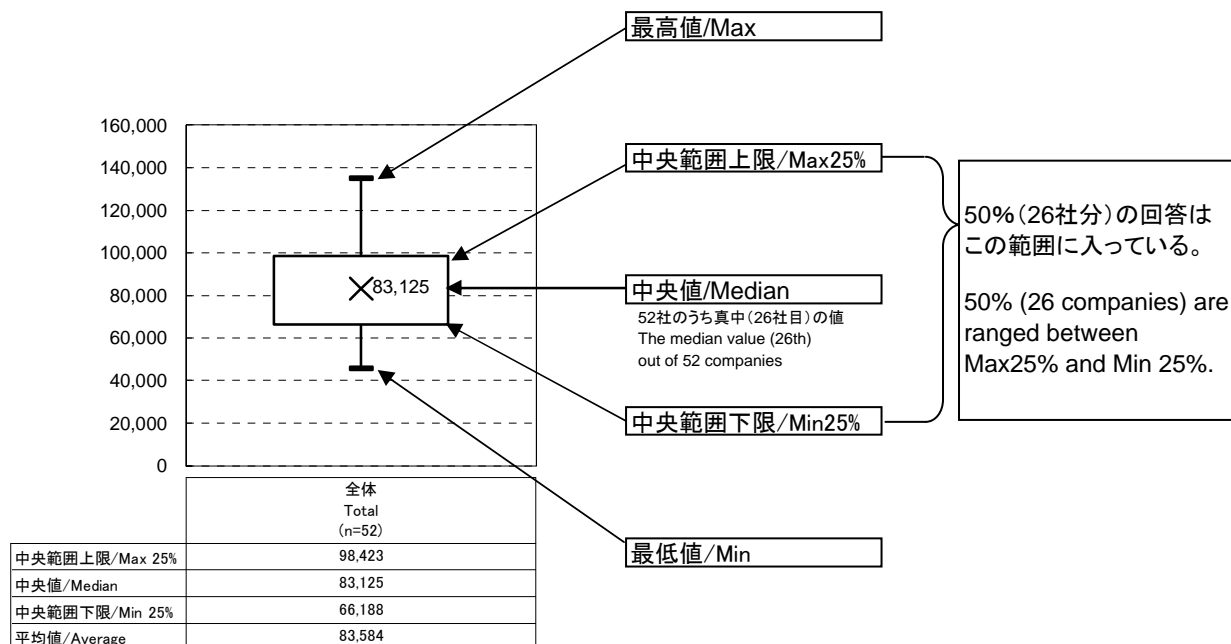 最高値/Max
160,000
140,000
120,000
100,000
80,000
60,000
40,000
20,000
0
83,125
中央範囲上限/Max25%
中央値/Median
52社のうち真中(26社目)の値
The median value (26th)
out of 52 companies
中央範囲下限/Min25%
最低値/Min
50%(26社分)の回答は
この範囲に入っている。
50% (26 companies) are
ranged between
Max25% and Min 25%.
全体
Total
(n=52)
中央範囲上限/Max 25% 98,423
中央値/Median 83,125
中央範囲下限/Min 25% 66,188
平均値/Average 83,584